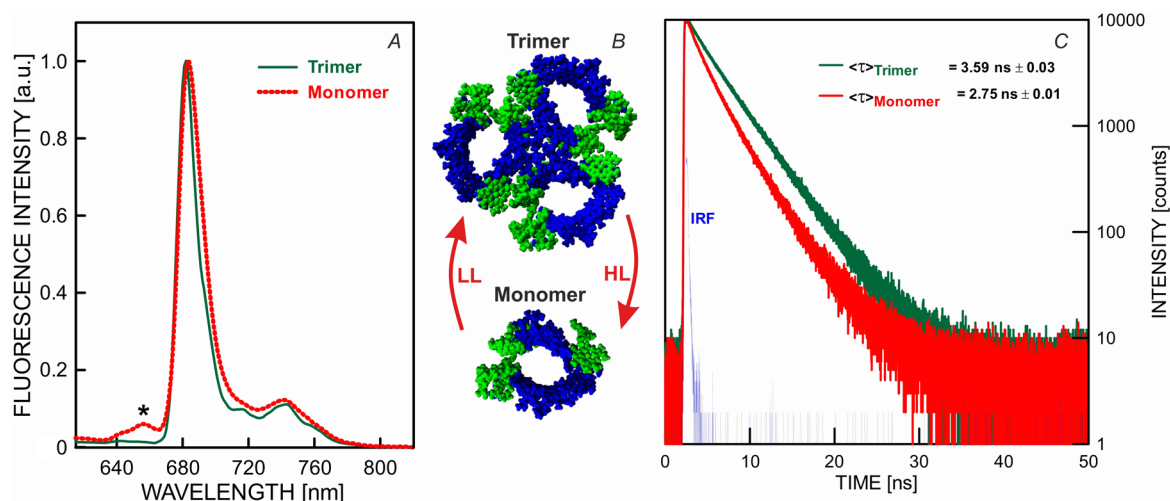 A
FLUORESCENCE INTENSITY [a.u.]
1.0
0.8
0.6
0.4
0.2
0
Trimer
Monomer
*
640
680
720
760
800
WAVELENGTH [nm]
B
Trimer
LL
HL
Monomer
C
<τ>Trimer = 3.59 ns ± 0.03
<τ>Monomer = 2.75 ns ± 0.01
IRF
10000
1000
100
10
1
INTENSITY [counts]
0
10
20
30
40
50
TIME [ns]